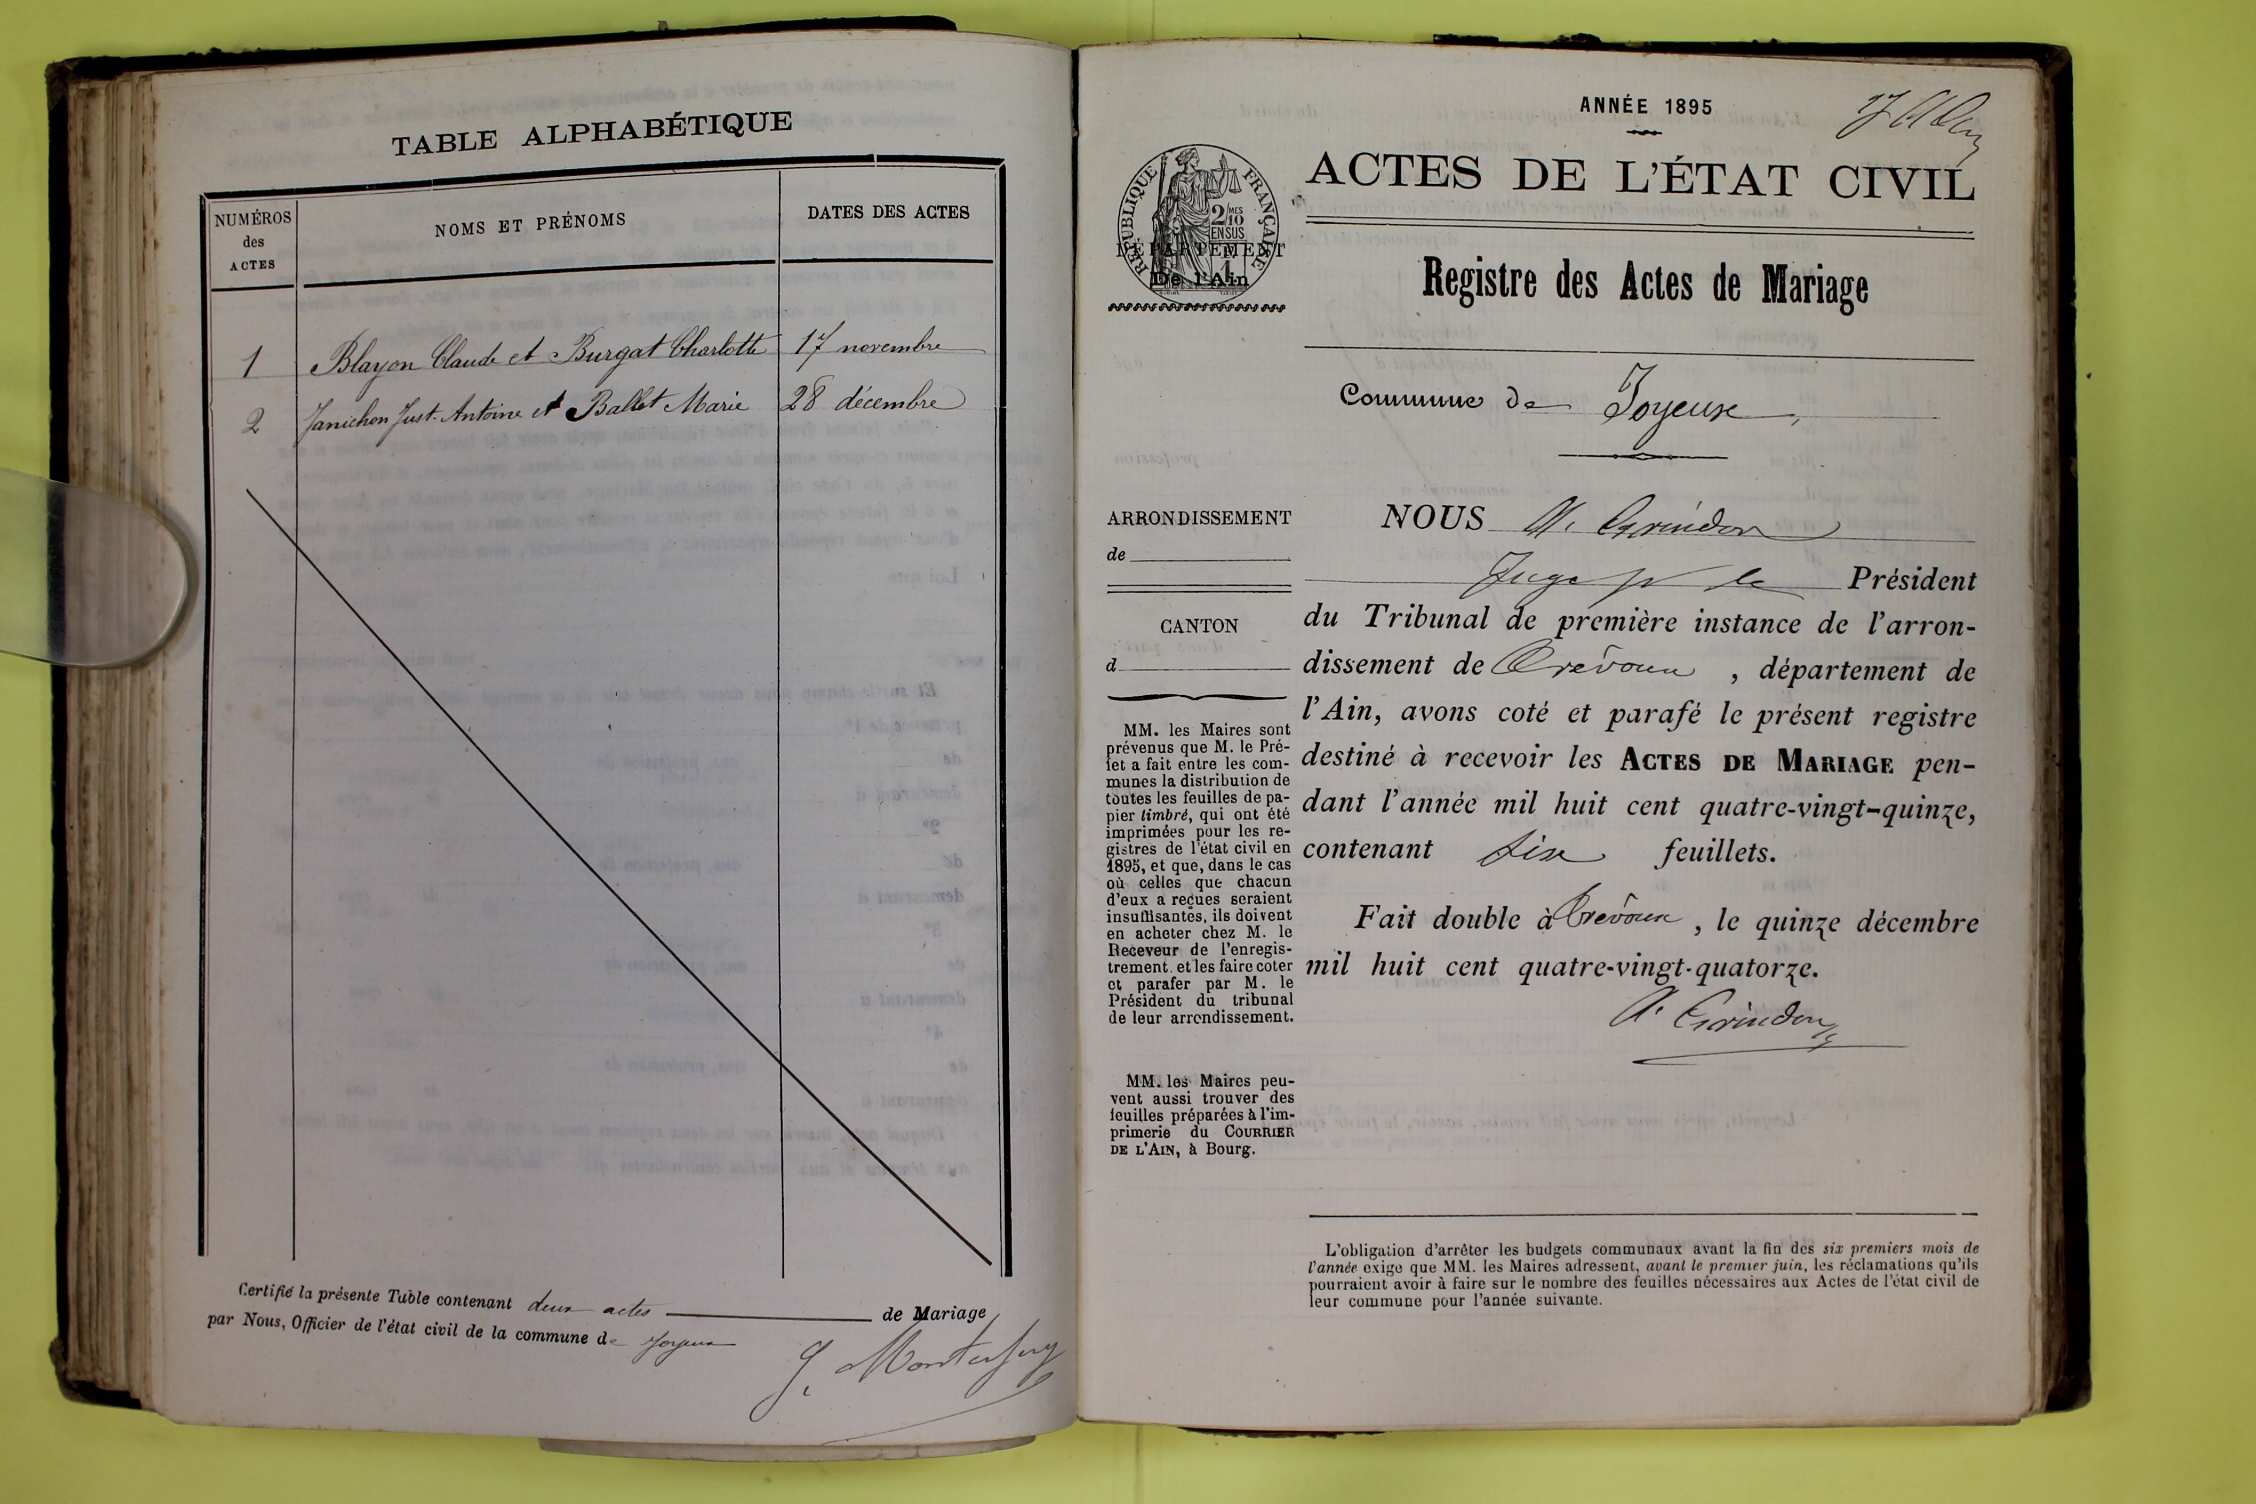 TABLE ALPHABÉTIQUE
NUMÉROS
des
ACTES
NOMS ET PRÉNOMS
DATES DES ACTES
1 Blayon Claude et Burgat Charlotte 17 novembre
2 Janichon Just-Antoine et Ballet Marie 28 décembre
Certifié la présente Table contenant deux actes de Mariage
par Nous, Officier de l'état civil de la commune de Joyeux
ANNÉE 1895
ACTES DE L'ÉTAT CIVIL
RÉPUBLIQUE FRANÇAISE
2/10 MES
EN SUS
DÉPARTEMENT
De l'Ain
Registre des Actes de Mariage
Commune de Joyeux
ARRONDISSEMENT
de
CANTON
d
MM. les Maires sont
prévenus que M. le Pré-
fet a fait entre les com-
munes la distribution de
toutes les feuilles de pa-
pier timbré, qui ont été
imprimées pour les re-
gistres de l'état civil en
1895, et que, dans le cas
où celles que chacun
d'eux a reçues seraient
insuffisantes, ils doivent
en acheter chez M. le
Receveur de l'enregis-
trement, et les faire coter
et parafer par M. le
Président du tribunal
de leur arrondissement.
MM. les Maires peu-
vent aussi trouver des
feuilles préparées à l'im-
primerie du COURRIER
DE L'AIN, à Bourg.
NOUS A. Grindon
Juge pr le Président
du Tribunal de première instance de l'arron-
dissement de Trévoux, département de
l'Ain, avons coté et parafé le présent registre
destiné à recevoir les ACTES DE MARIAGE pen-
dant l'année mil huit cent quatre-vingt-quinze,
contenant six feuillets.
Fait double à Trévoux, le quinze décembre
mil huit cent quatre-vingt-quatorze.
A. Grindon
L'obligation d'arrêter les budgets communaux avant la fin des six premiers mois de
l'année exige que MM. les Maires adressent, avant le premier juin, les réclamations qu'ils
pourraient avoir à faire sur le nombre des feuilles nécessaires aux Actes de l'état civil de
leur commune pour l'année suivante.